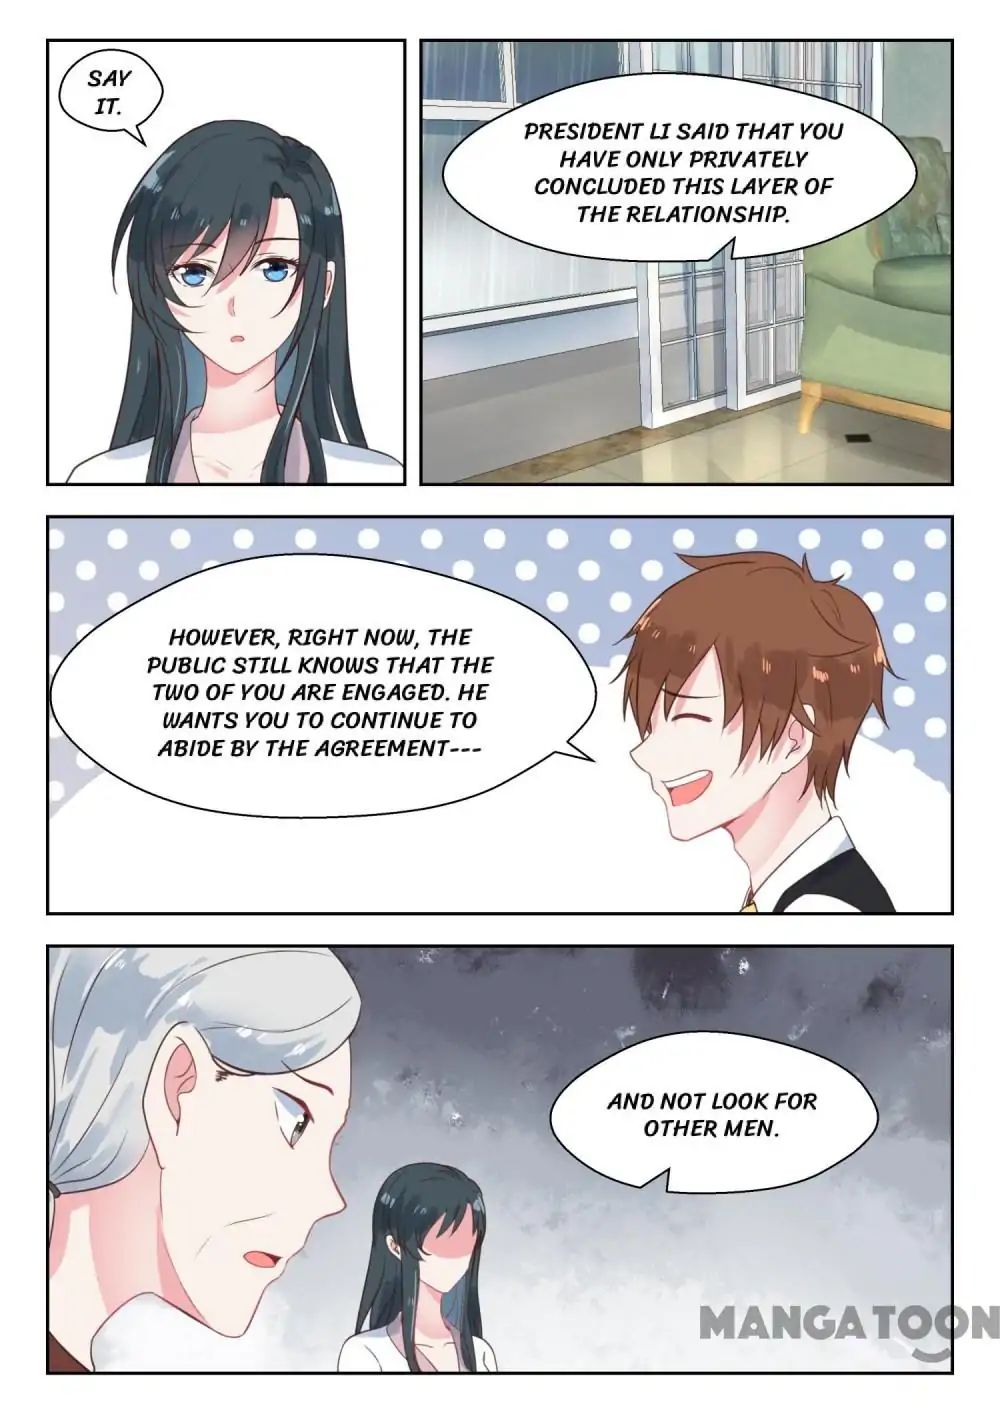 SAY
IT.
PRESIDENT LI SAID THAT YOU
HAVE ONLY PRIVATELY
CONCLUDED THIS LAYER OF
THE RELATIONSHIP.
HOWEVER, RIGHT NOW, THE
PUBLIC STILL KNOWS THAT THE
TWO OF YOU ARE ENGAGED. HE
WANTS YOU TO CONTINUE TO
ABIDE BY THE AGREEMENT---
AND NOT LOOK FOR
OTHER MEN.
MANGATOON